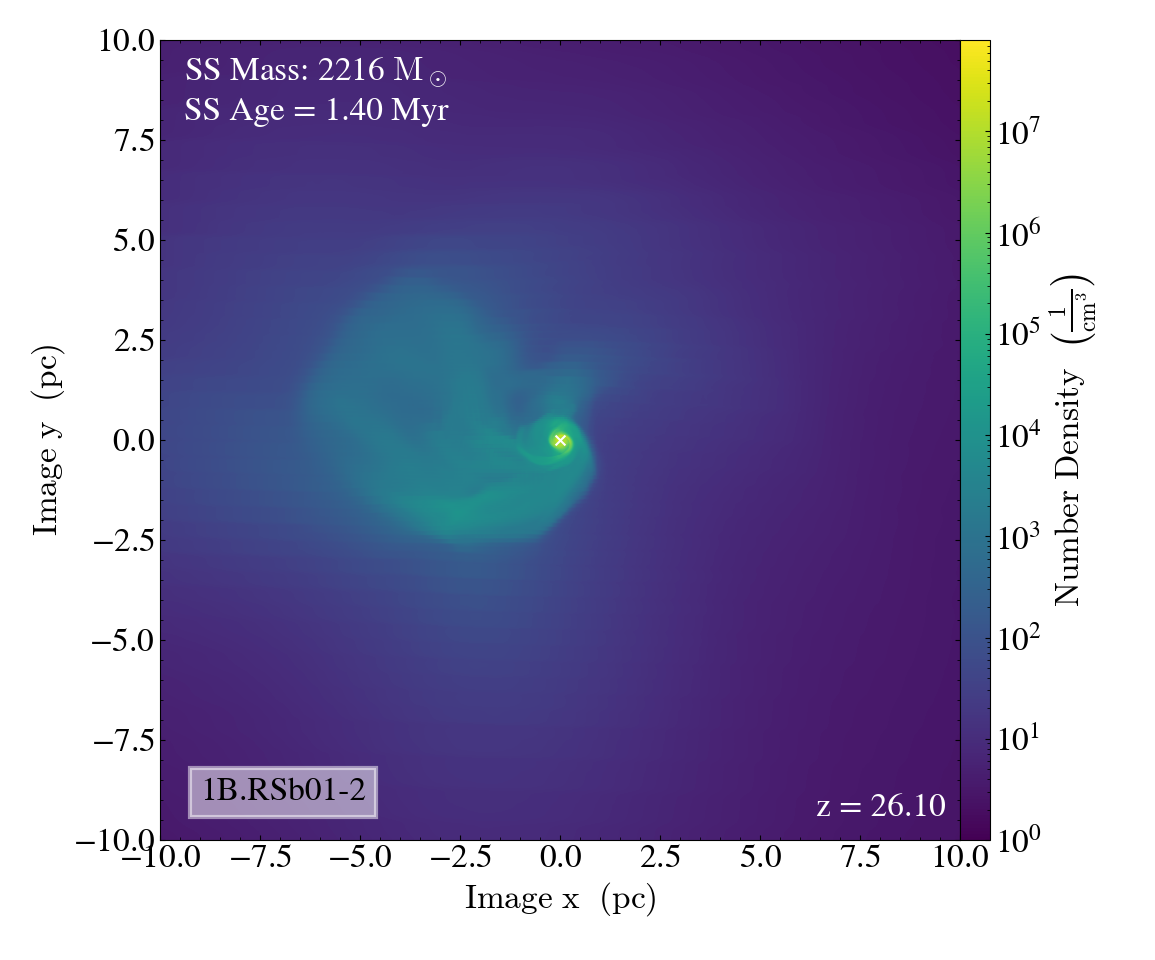 SS Mass: 2216 M⊙
SS Age = 1.40 Myr
10.0
7.5
5.0
2.5
0.0
−2.5
−5.0
−7.5
−10.0
Image y (pc)
1B.RSb01-2
z = 26.10
−10.0 −7.5 −5.0 −2.5 0.0 2.5 5.0 7.5 10.0
Image x (pc)
10⁷
10⁶
10⁵
10⁴
10³
10²
10¹
10⁰
Number Density (1/cm³)